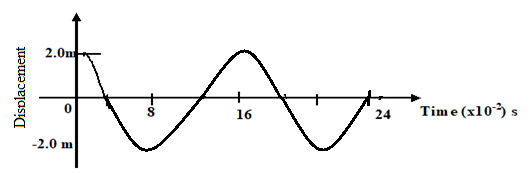 Displacement
2.0m
0
8
16
24
Time (x10⁻²) s
-2.0 m